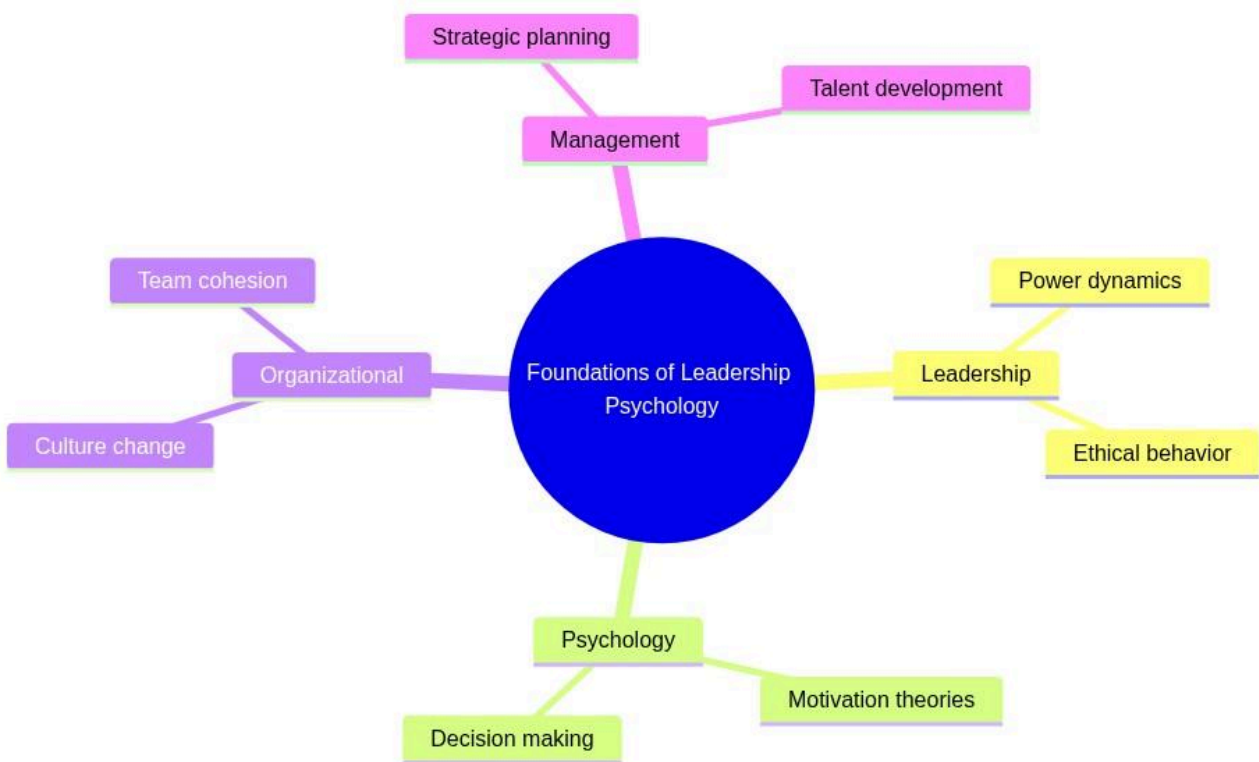 Strategic planning
Talent development
Management
Team cohesion
Power dynamics
Organizational
Foundations of Leadership
Psychology
Leadership
Culture change
Ethical behavior
Psychology
Motivation theories
Decision making